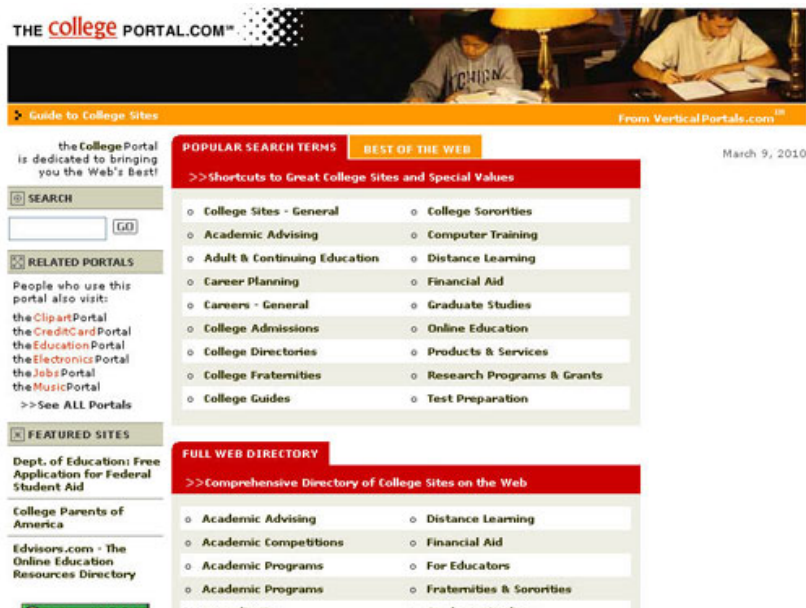 THE college PORTAL.COM℠
Guide to College Sites
From VerticalPortals.com℠
March 9, 2010
the College Portal
is dedicated to bringing
you the Web's Best!
SEARCH
GO
RELATED PORTALS
People who use this
portal also visit:
the ClipartPortal
the CreditCardPortal
the Education Portal
the Electronics Portal
the Jobs Portal
the MusicPortal
>>See ALL Portals
FEATURED SITES
Dept. of Education: Free
Application for Federal
Student Aid
College Parents of
America
Edvisors.com - The
Online Education
Resources Directory
POPULAR SEARCH TERMS
BEST OF THE WEB
>>Shortcuts to Great College Sites and Special Values
College Sites - General
College Sororities
Academic Advising
Computer Training
Adult & Continuing Education
Distance Learning
Career Planning
Financial Aid
Careers - General
Graduate Studies
College Admissions
Online Education
College Directories
Products & Services
College Fraternities
Research Programs & Grants
College Guides
Test Preparation
FULL WEB DIRECTORY
>>Comprehensive Directory of College Sites on the Web
Academic Advising
Distance Learning
Academic Competitions
Financial Aid
Academic Programs
For Educators
Academic Programs
Fraternities & Sororities